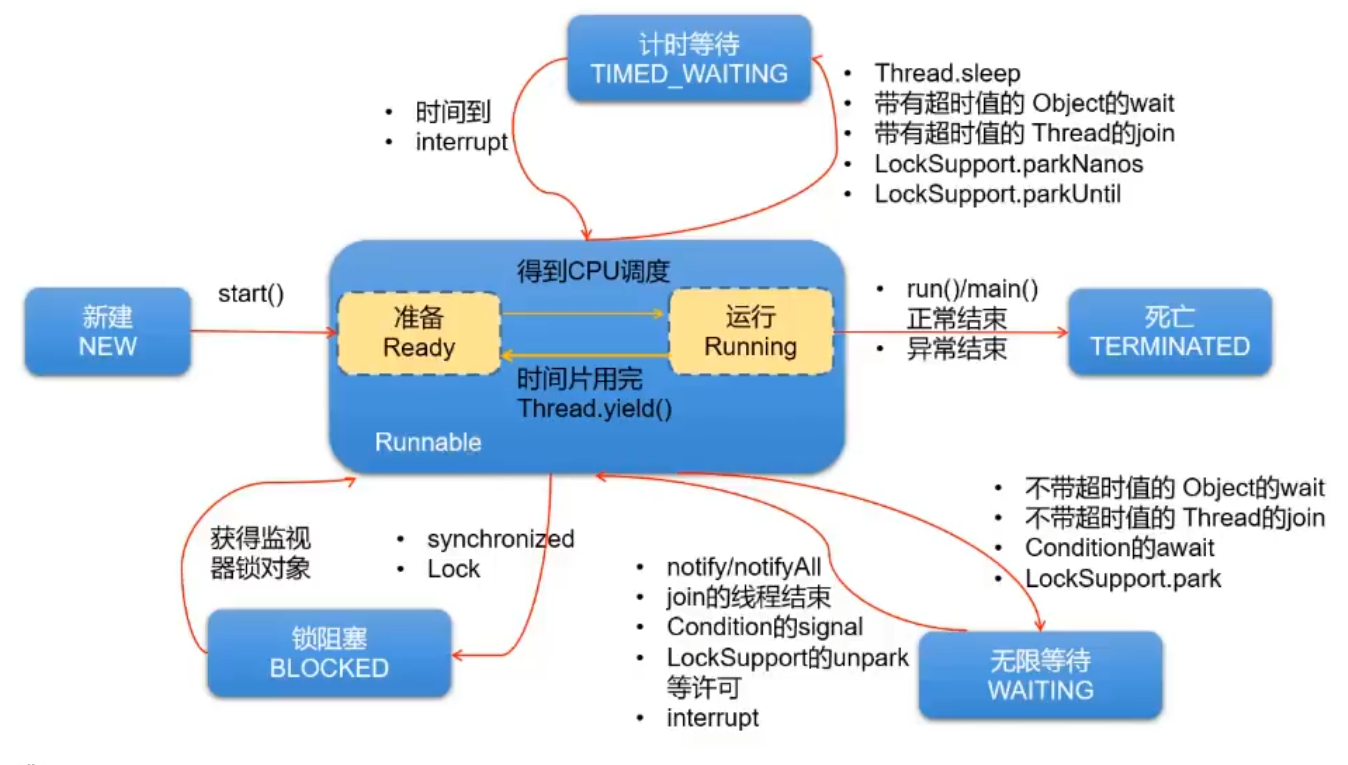 计时等待
TIMED_WAITING
• Thread.sleep
• 带有超时值的 Object的wait
• 带有超时值的 Thread的join
• LockSupport.parkNanos
• LockSupport.parkUntil
• 时间到
• interrupt
新建
NEW
start()
得到CPU调度
准备
Ready
运行
Running
时间片用完
Thread.yield()
Runnable
• run()/main()
正常结束
• 异常结束
死亡
TERMINATED
获得监视
器锁对象
• synchronized
• Lock
锁阻塞
BLOCKED
• notify/notifyAll
• join的线程结束
• Condition的signal
• LockSupport的unpark
等许可
• interrupt
• 不带超时值的 Object的wait
• 不带超时值的 Thread的join
• Condition的await
• LockSupport.park
无限等待
WAITING